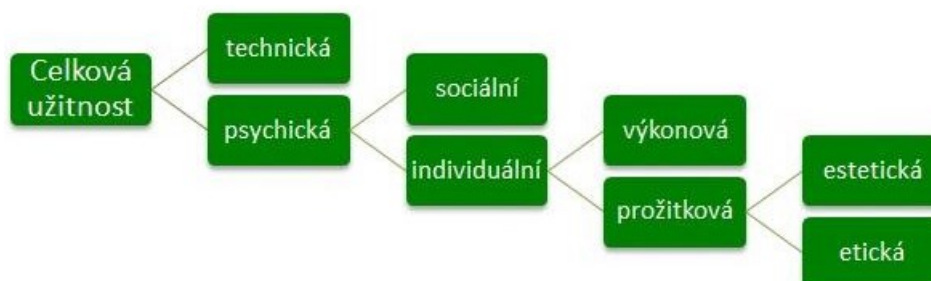 Celková
užitnost
technická
psychická
sociální
individuální
výkonová
prožitková
estetická
etická